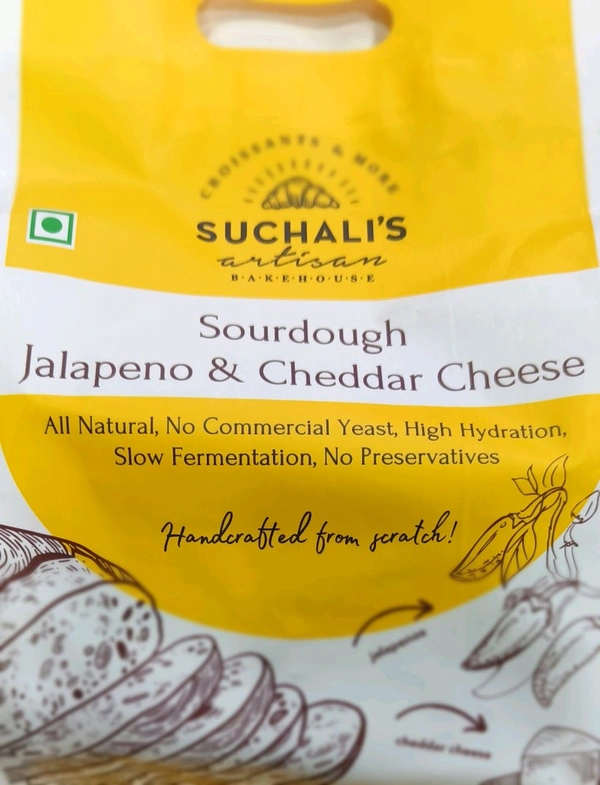 CROISSANTS & MORE
SUCHALI'S
artisan
B·A·K·E·H·O·U·S·E
Sourdough
Jalapeno & Cheddar Cheese
All Natural, No Commercial Yeast, High Hydration,
Slow Fermentation, No Preservatives
Handcrafted from scratch!
jalapenos
cheddar cheese